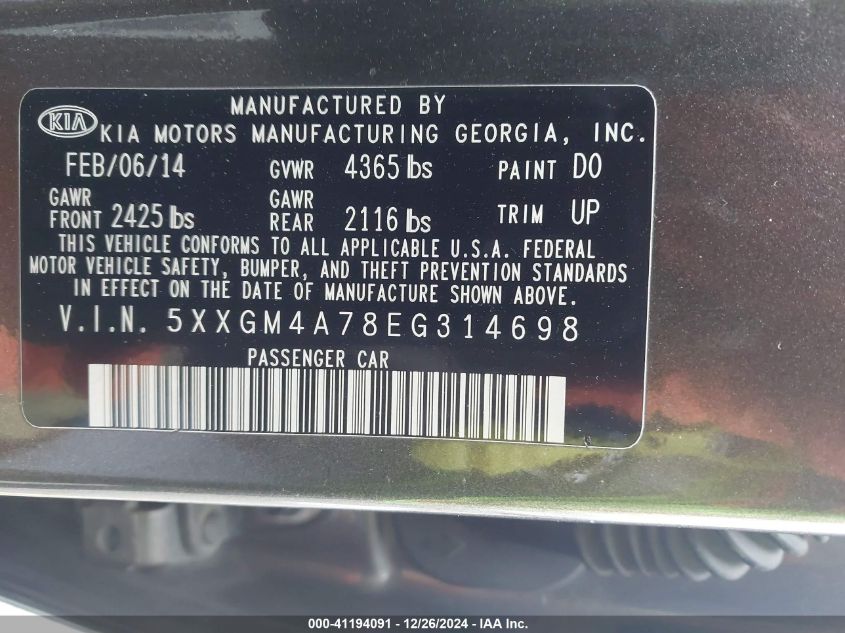 MANUFACTURED BY
KIA KIA MOTORS MANUFACTURING GEORGIA, INC.
FEB/06/14 GVWR 4365 lbs PAINT D0
GAWR FRONT 2425 lbs GAWR REAR 2116 lbs TRIM UP
THIS VEHICLE CONFORMS TO ALL APPLICABLE U.S.A. FEDERAL
MOTOR VEHICLE SAFETY, BUMPER, AND THEFT PREVENTION STANDARDS
IN EFFECT ON THE DATE OF MANUFACTURE SHOWN ABOVE.
V.I.N. 5XXGM4A78EG314698
PASSENGER CAR
000-41194091 - 12/26/2024 - IAA Inc.